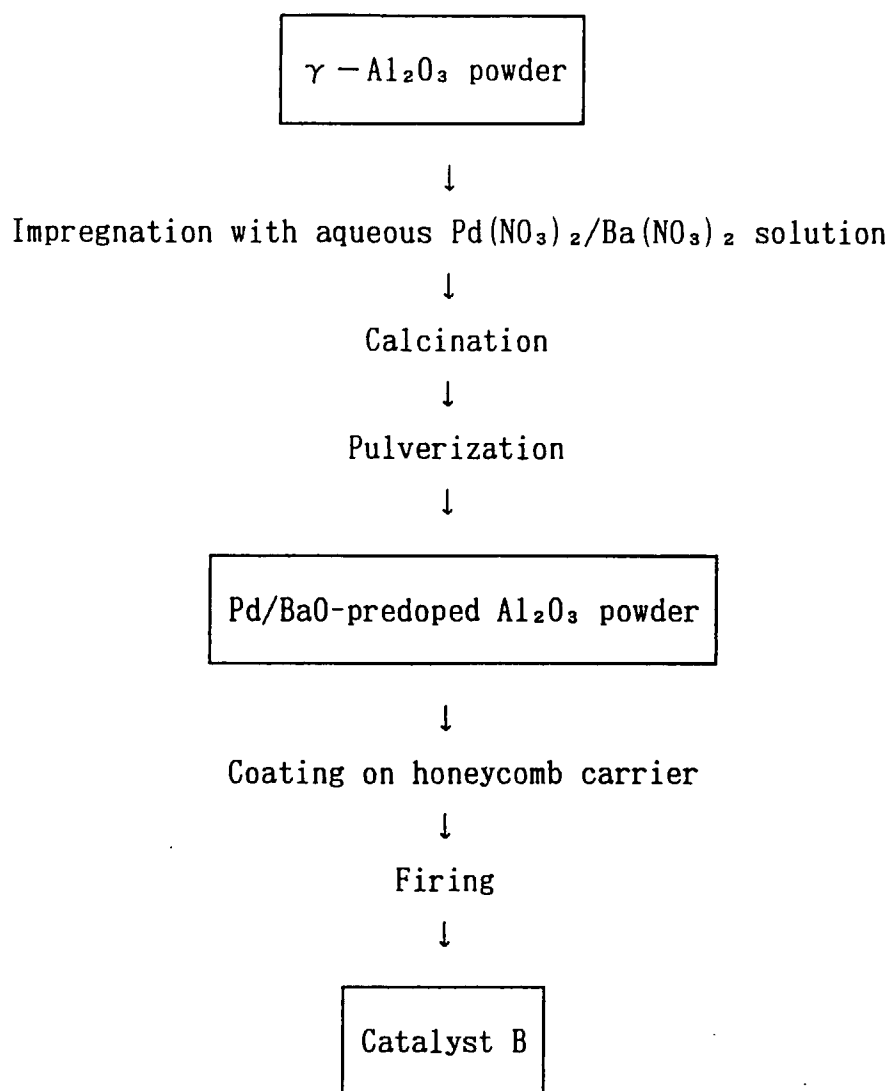 γ-Al₂O₃ powder
↓
Impregnation with aqueous Pd(NO₃)₂/Ba(NO₃)₂ solution
↓
Calcination
↓
Pulverization
↓
Pd/BaO-predoped Al₂O₃ powder
↓
Coating on honeycomb carrier
↓
Firing
↓
Catalyst B